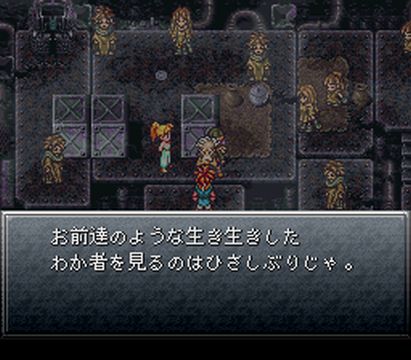 お前達のような生き生きした
わか者を見るのはひさしぶりじゃ。